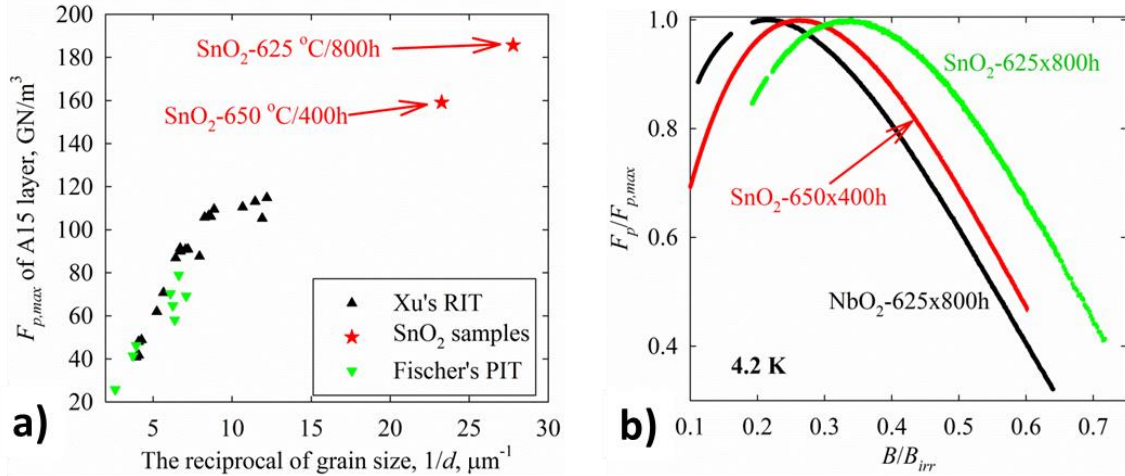 200
180
160
140
120
100
80
60
40
20
F_p,max of A15 layer, GN/m³
SnO₂-625 °C/800h
SnO₂-650 °C/400h
Xu's RIT
SnO₂ samples
Fischer's PIT
5 10 15 20 25 30
The reciprocal of grain size, 1/d, μm⁻¹
a)
1.0
1.0
0.8
0.6
0.4
F_p/F_p,max
SnO₂-625x800h
SnO₂-650x400h
NbO₂-625x800h
4.2 K
0.1 0.2 0.3 0.4 0.5 0.6 0.7
B/B_irr
b)